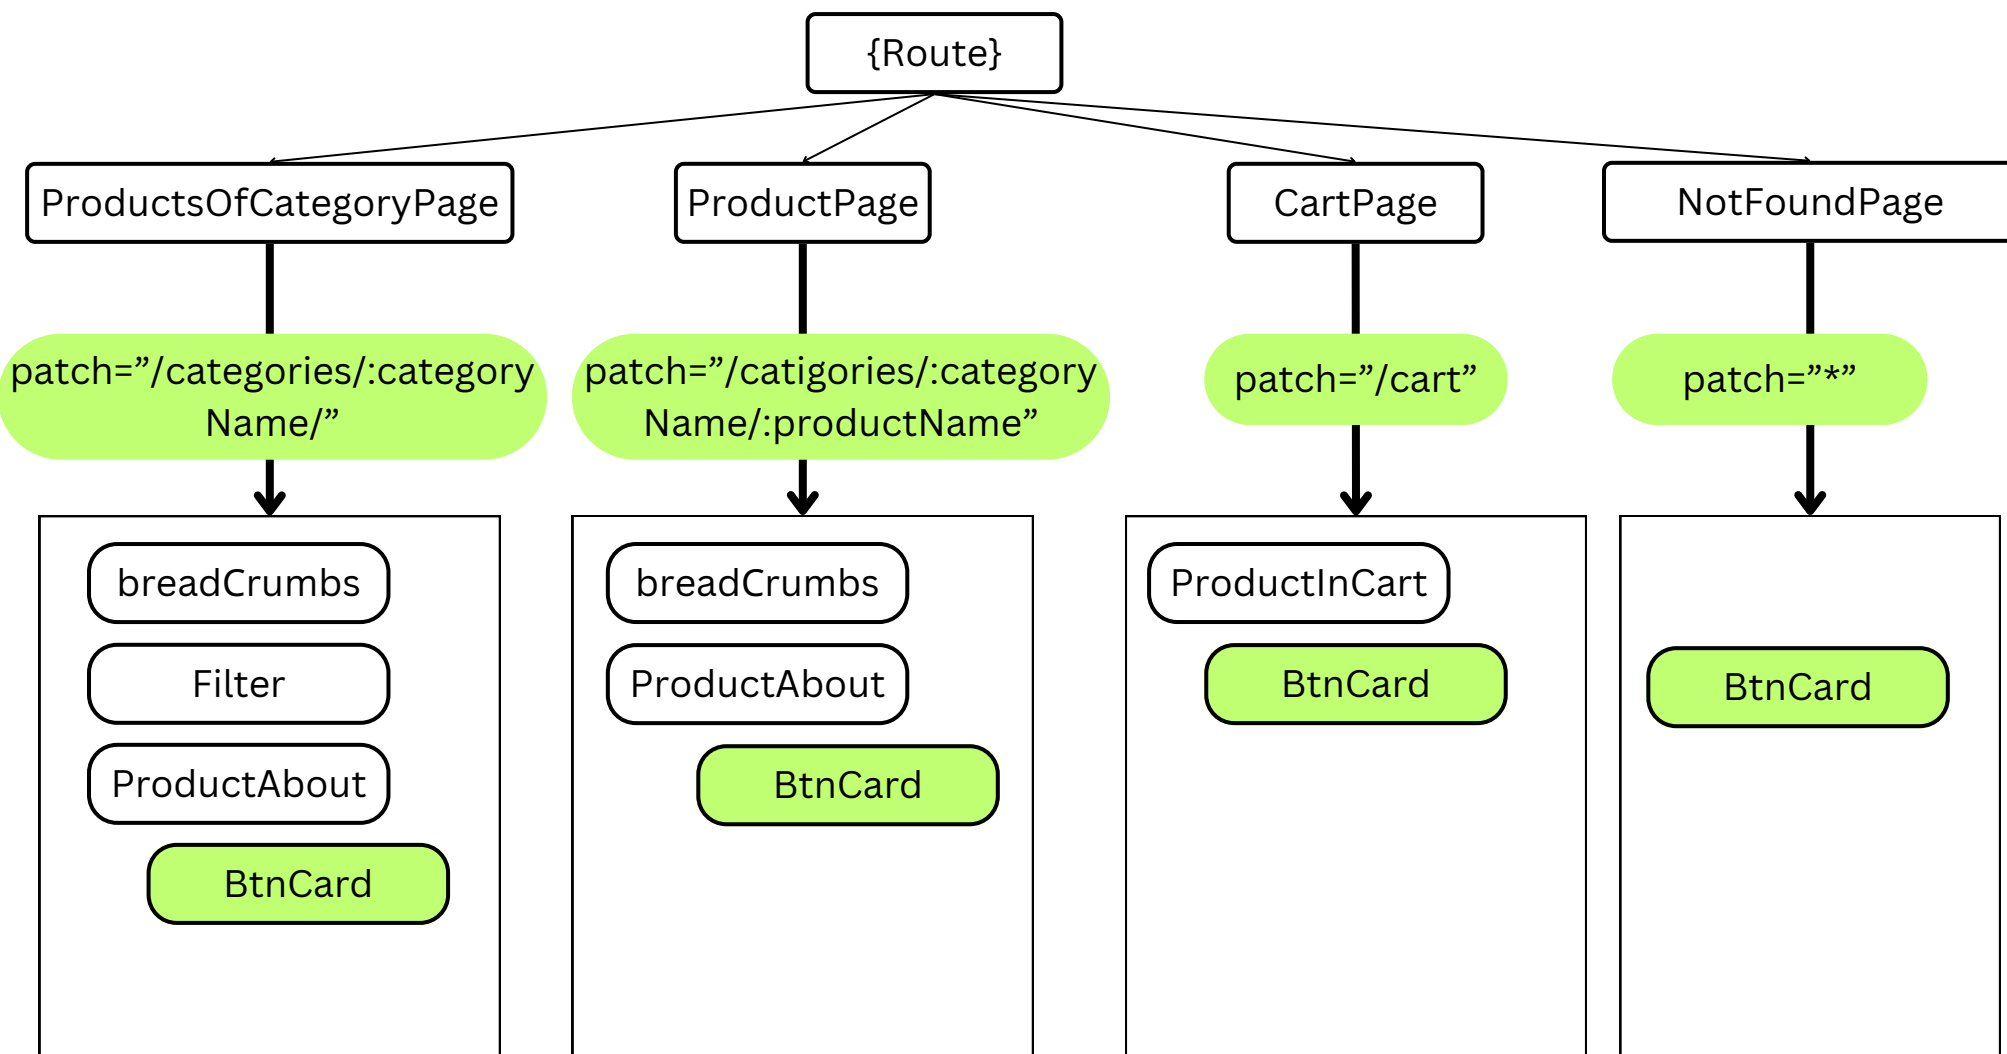 {Route}
ProductsOfCategoryPage
ProductPage
CartPage
NotFoundPage
patch=”/categories/:category
Name/”
patch=”/catigories/:category
Name/:productName”
patch=”/cart”
patch=”*”
breadCrumbs
Filter
ProductAbout
BtnCard
breadCrumbs
ProductAbout
BtnCard
ProductInCart
BtnCard
BtnCard